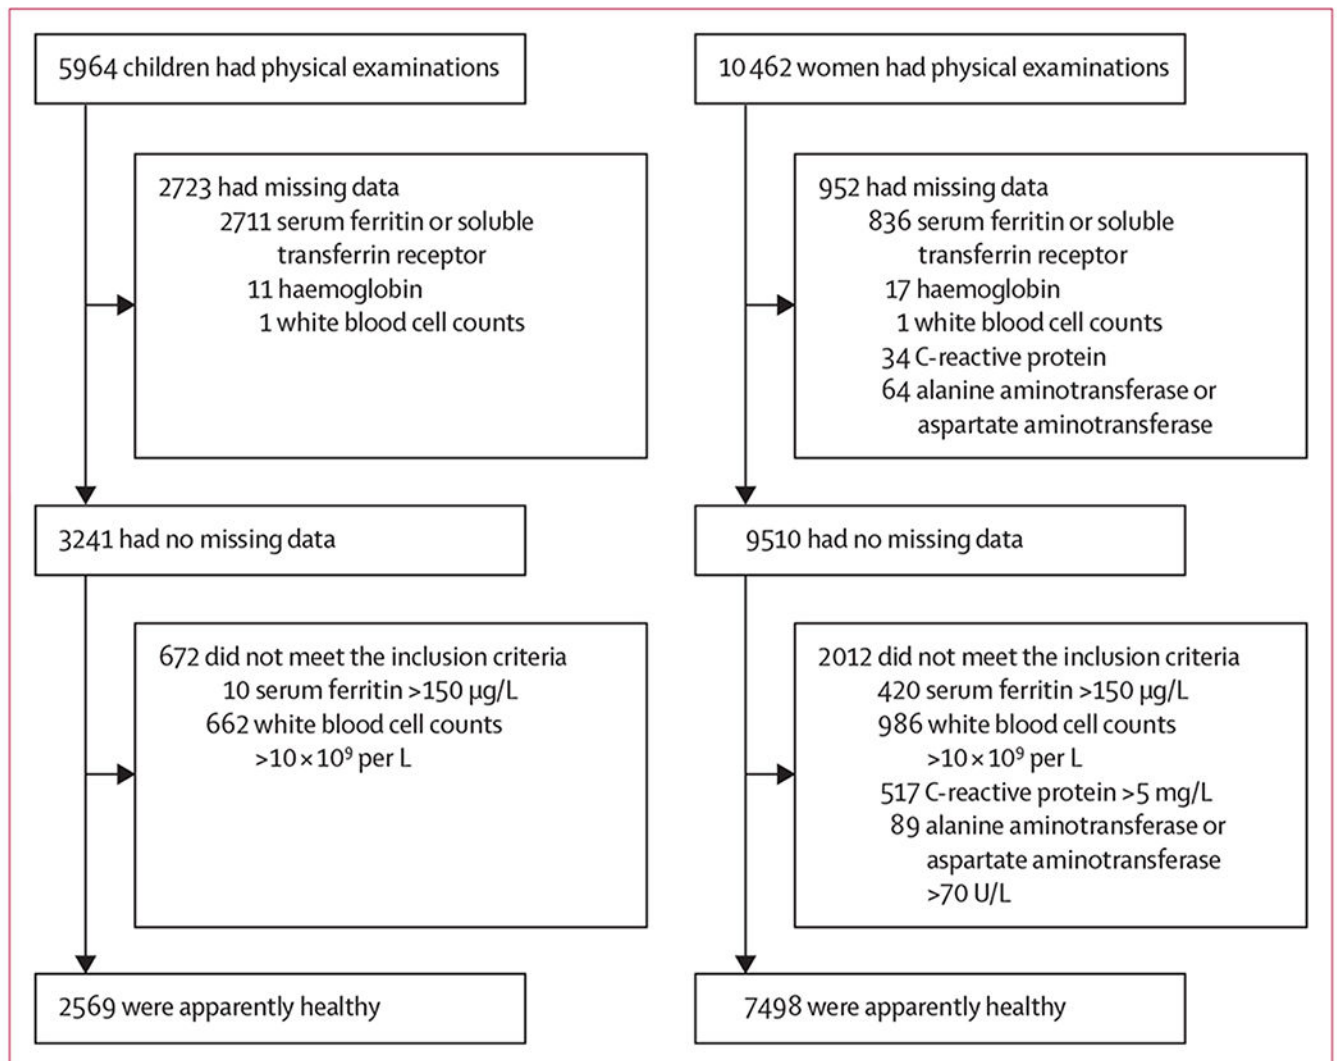 5964 children had physical examinations
2723 had missing data
2711 serum ferritin or soluble
transferrin receptor
11 haemoglobin
1 white blood cell counts
3241 had no missing data
672 did not meet the inclusion criteria
10 serum ferritin >150 µg/L
662 white blood cell counts
>10 × 10⁹ per L
2569 were apparently healthy
10 462 women had physical examinations
952 had missing data
836 serum ferritin or soluble
transferrin receptor
17 haemoglobin
1 white blood cell counts
34 C-reactive protein
64 alanine aminotransferase or
aspartate aminotransferase
9510 had no missing data
2012 did not meet the inclusion criteria
420 serum ferritin >150 µg/L
986 white blood cell counts
>10 × 10⁹ per L
517 C-reactive protein >5 mg/L
89 alanine aminotransferase or
aspartate aminotransferase
>70 U/L
7498 were apparently healthy